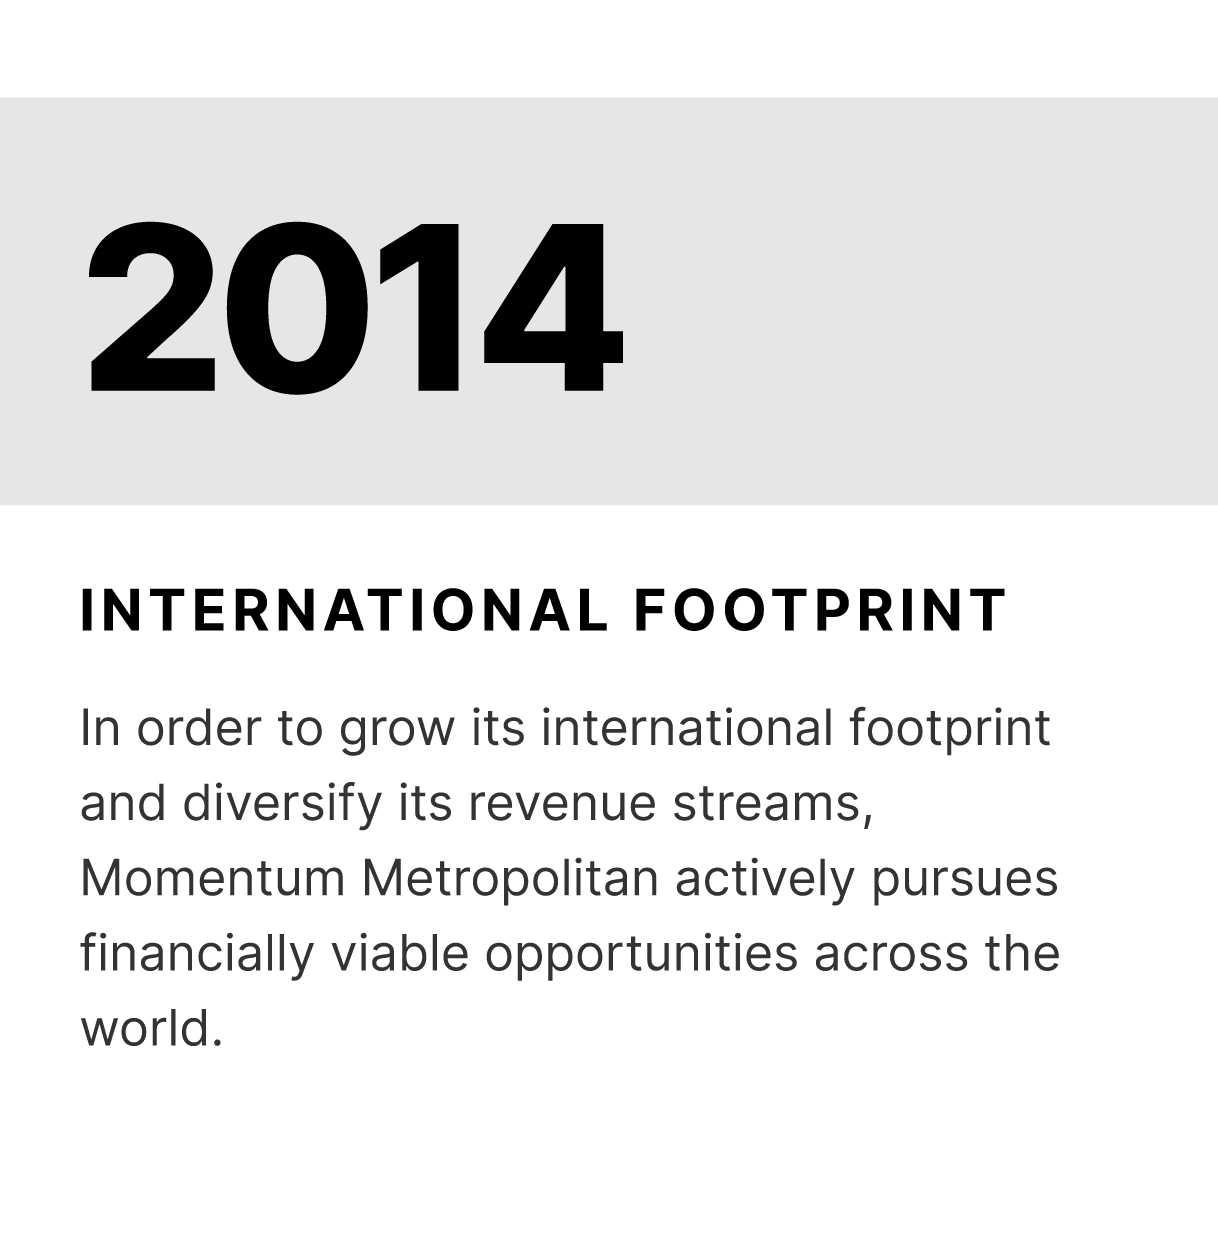 2014
INTERNATIONAL FOOTPRINT
In order to grow its international footprint
and diversify its revenue streams,
Momentum Metropolitan actively pursues
financially viable opportunities across the
world.